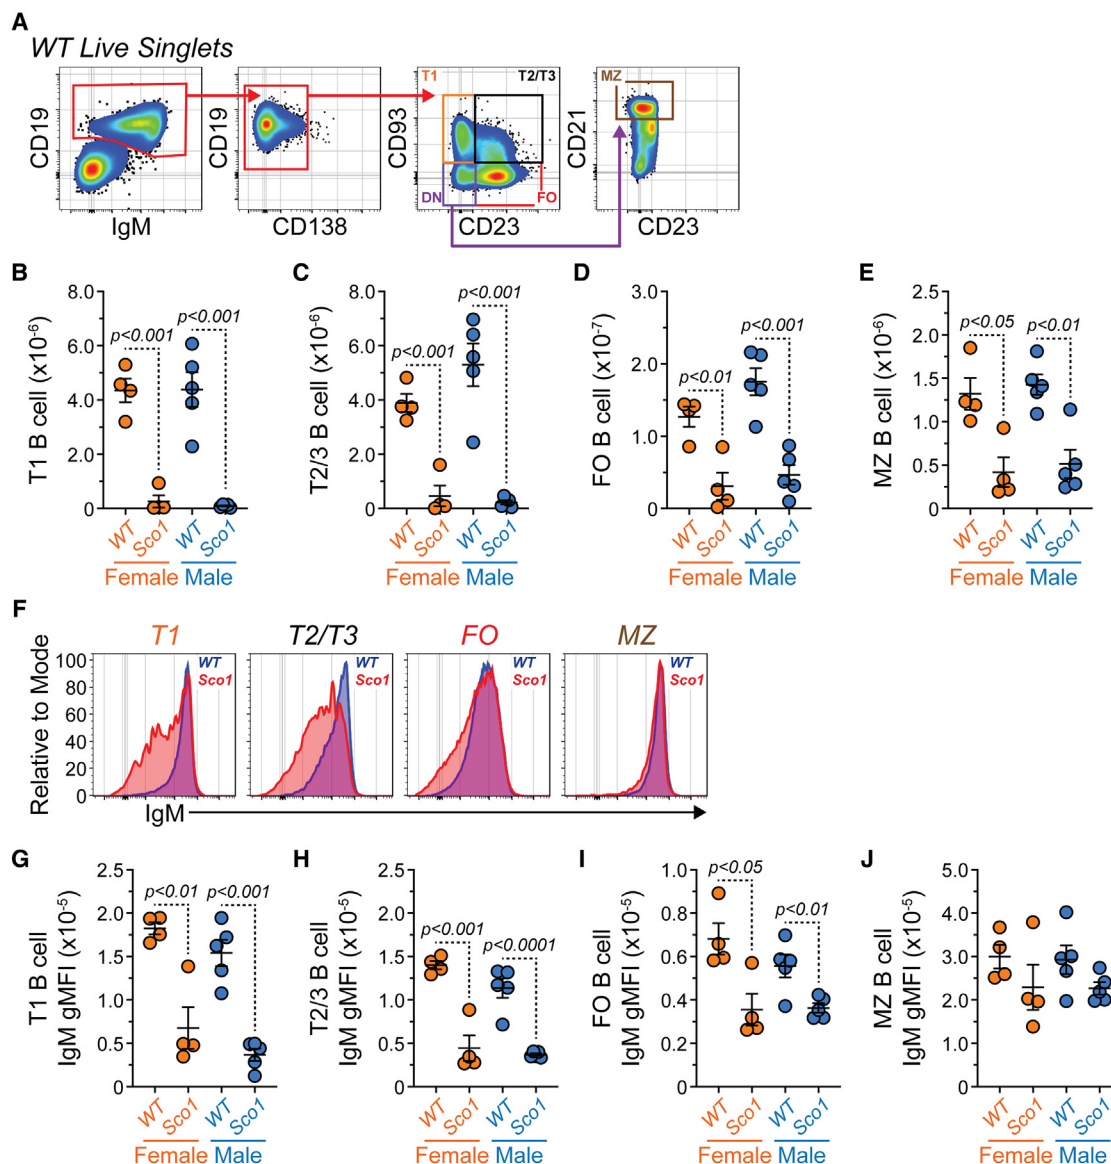 A
WT Live Singlets
CD19
IgM
CD19
CD138
T1
T2/T3
DN
FO
CD93
CD23
MZ
CD21
CD23
B
T1 B cell (x10-6)
8.0
6.0
4.0
2.0
0
p<0.001
p<0.001
WT
Sco1
WT
Sco1
Female
Male
C
T2/3 B cell (x10-6)
8.0
6.0
4.0
2.0
0
p<0.001
p<0.001
WT
Sco1
WT
Sco1
Female
Male
D
FO B cell (x10-7)
3.0
2.0
1.0
0
p<0.01
p<0.001
WT
Sco1
WT
Sco1
Female
Male
E
MZ B cell (x10-6)
2.5
2.0
1.5
1.0
0.5
0
p<0.05
p<0.01
WT
Sco1
WT
Sco1
Female
Male
F
T1
T2/T3
FO
MZ
Relative to Mode
100
80
60
40
20
0
WT
Sco1
WT
Sco1
WT
Sco1
WT
Sco1
IgM
G
T1 B cell
IgM gMFI (x10-5)
2.5
2.0
1.5
1.0
0.5
0
p<0.01
p<0.001
WT
Sco1
WT
Sco1
Female
Male
H
T2/3 B cell
IgM gMFI (x10-5)
2.5
2.0
1.5
1.0
0.5
0
p<0.001
p<0.0001
WT
Sco1
WT
Sco1
Female
Male
I
FO B cell
IgM gMFI (x10-5)
1.0
0.8
0.6
0.4
0.2
0
p<0.05
p<0.01
WT
Sco1
WT
Sco1
Female
Male
J
MZ B cell
IgM gMFI (x10-5)
5.0
4.0
3.0
2.0
1.0
0
WT
Sco1
WT
Sco1
Female
Male